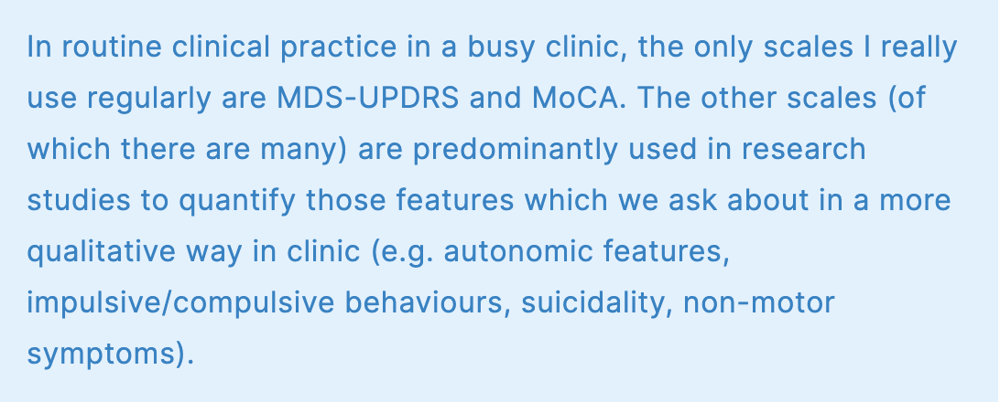 In routine clinical practice in a busy clinic, the only scales I really
use regularly are MDS-UPDRS and MoCA. The other scales (of
which there are many) are predominantly used in research
studies to quantify those features which we ask about in a more
qualitative way in clinic (e.g. autonomic features,
impulsive/compulsive behaviours, suicidality, non-motor
symptoms).